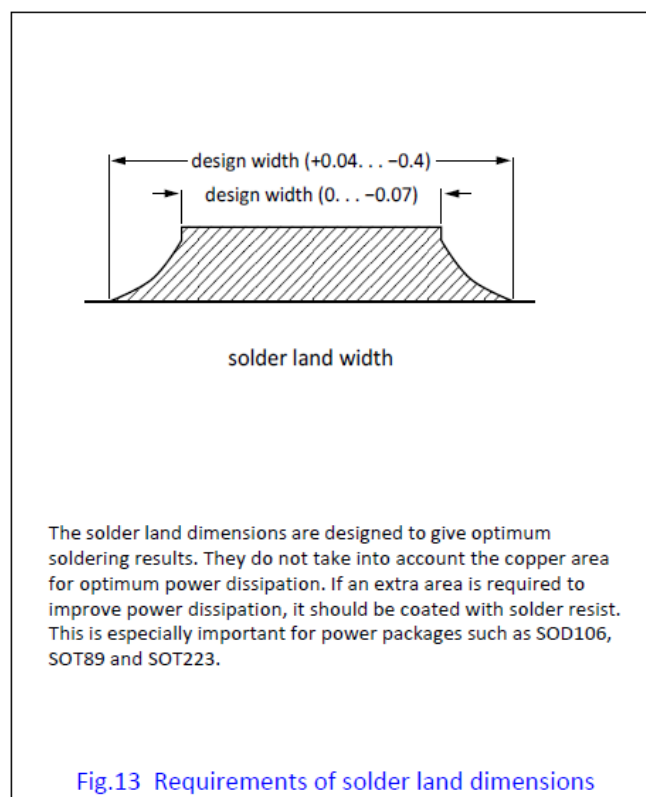 design width (+0.04. . . −0.4)
design width (0. . . −0.07)
solder land width
The solder land dimensions are designed to give optimum
soldering results. They do not take into account the copper area
for optimum power dissipation. If an extra area is required to
improve power dissipation, it should be coated with solder resist.
This is especially important for power packages such as SOD106,
SOT89 and SOT223.
Fig.13 Requirements of solder land dimensions